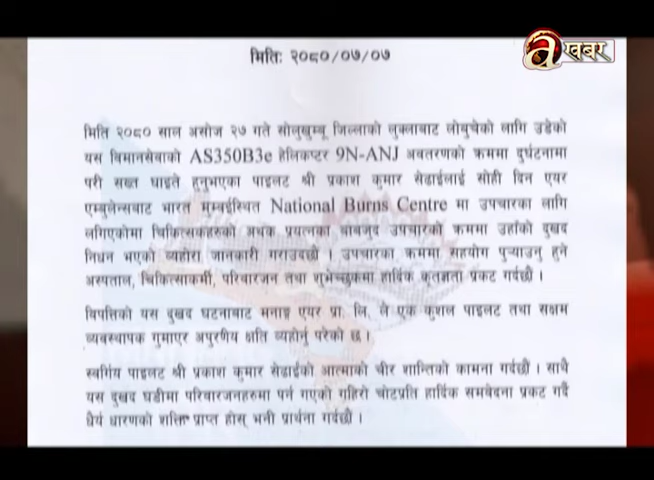 मितिः २०८०/०७/०७
a खबर
मिति २०८० साल असोज २७ गते सोलुखुम्बू जिल्लाको लुक्लाबाट लोबुचेको लागि उडेको
यस विमानसेवाको AS350B3e हेलिकप्टर 9N-ANJ अवतरणको क्रममा दुर्घटनामा
परी सख्त घाइते हुनुभएका पाइलट श्री प्रकाश कुमार सेढाईलाई सोही दिन एयर
एम्बुलेन्सबाट भारत मुम्बईस्थित National Burns Centre मा उपचारका लागि
लगिएकोमा चिकित्सकहरुको अथक प्रयत्नका बाबजुद उपचारको क्रममा उहाँको दुखद
निधन भएको व्यहोरा जानकारी गराउदछौं । उपचारका क्रममा सहयोग पुऱ्याउनु हुने
अस्पताल, चिकित्साकर्मी, परिवारजन तथा शुभेच्छुकमा हार्दिक कृतज्ञता प्रकट गर्दछौं ।
विपत्तिको यस दुखद घटनाबाट मनाङ एयर प्रा. लि. ले एक कुशल पाइलट तथा सक्षम
व्यवस्थापक गुमाएर अपुरणीय क्षति व्यहोर्नु परेको छ ।
स्वर्गिय पाइलट श्री प्रकाश कुमार सेढाईको आत्माको चीर शान्तिको कामना गर्दछौं । साथै
यस दुखद घडीमा परिवारजनहरुमा पर्न गएको गहिरो चोटप्रति हार्दिक समवेदना प्रकट गर्दै
धैर्य धारणको शक्ति प्राप्त होस् भनी प्रार्थना गर्दछौं ।